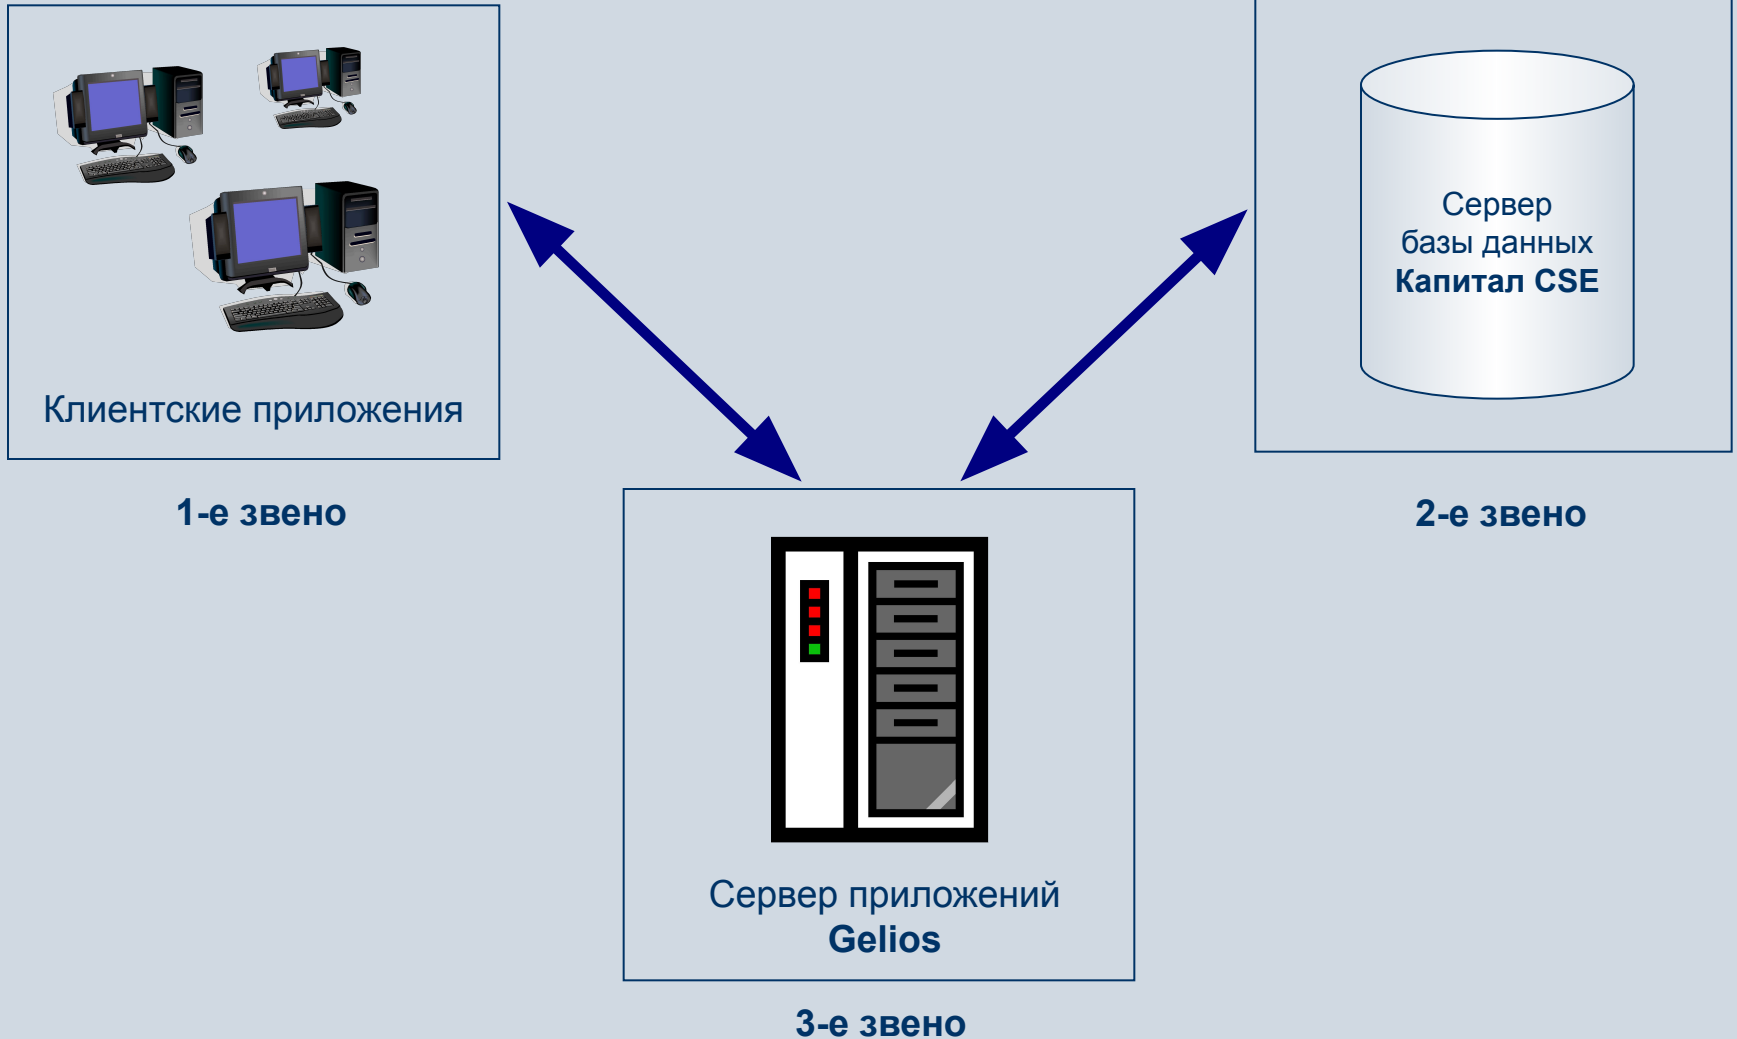 Клиентские приложения
1-е звено
Сервер
базы данных
Капитал CSE
2-е звено
Сервер приложений
Gelios
3-е звено